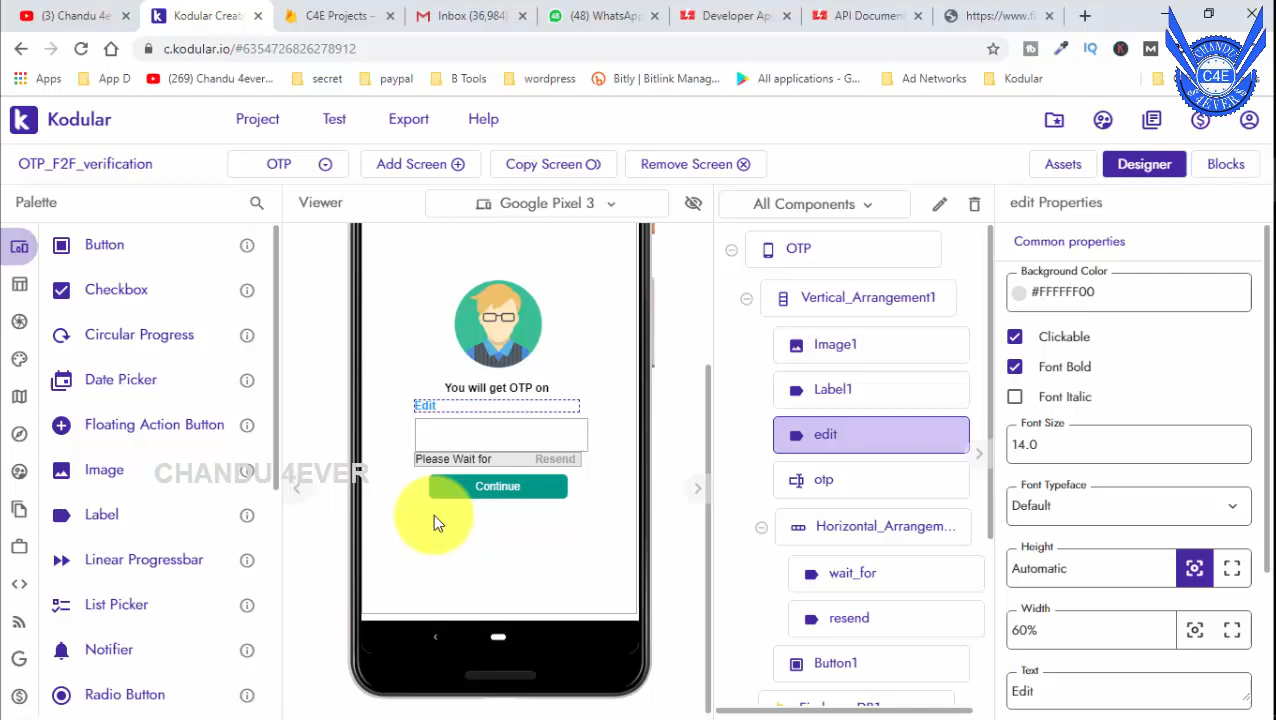 (3) Chandu 4ever
Kodular Creat
C4E Projects –
Inbox (36,984)
(48) WhatsApp
Developer Ap
API Document
https://www.fa
c.kodular.io/#6354726826278912
Apps
App D
(269) Chandu 4ever...
secret
paypal
B Tools
wordpress
Bitly | Bitlink Manag...
All applications - G...
Ad Networks
Kodular
C4E
Kodular
Project
Test
Export
Help
OTP_F2F_verification
OTP
Add Screen
Copy Screen
Remove Screen
Assets
Designer
Blocks
Palette
Viewer
Google Pixel 3
All Components
edit Properties
Button
Checkbox
Circular Progress
Date Picker
Floating Action Button
Image
Label
Linear Progressbar
List Picker
Notifier
Radio Button
You will get OTP on
Edit
Please Wait for
Resend
Continue
CHANDU 4EVER
OTP
Vertical_Arrangement1
Image1
Label1
edit
otp
Horizontal_Arrangem...
wait_for
resend
Button1
Common properties
Background Color
#FFFFFF00
Clickable
Font Bold
Font Italic
Font Size
14.0
Font Typeface
Default
Height
Automatic
Width
60%
Text
Edit